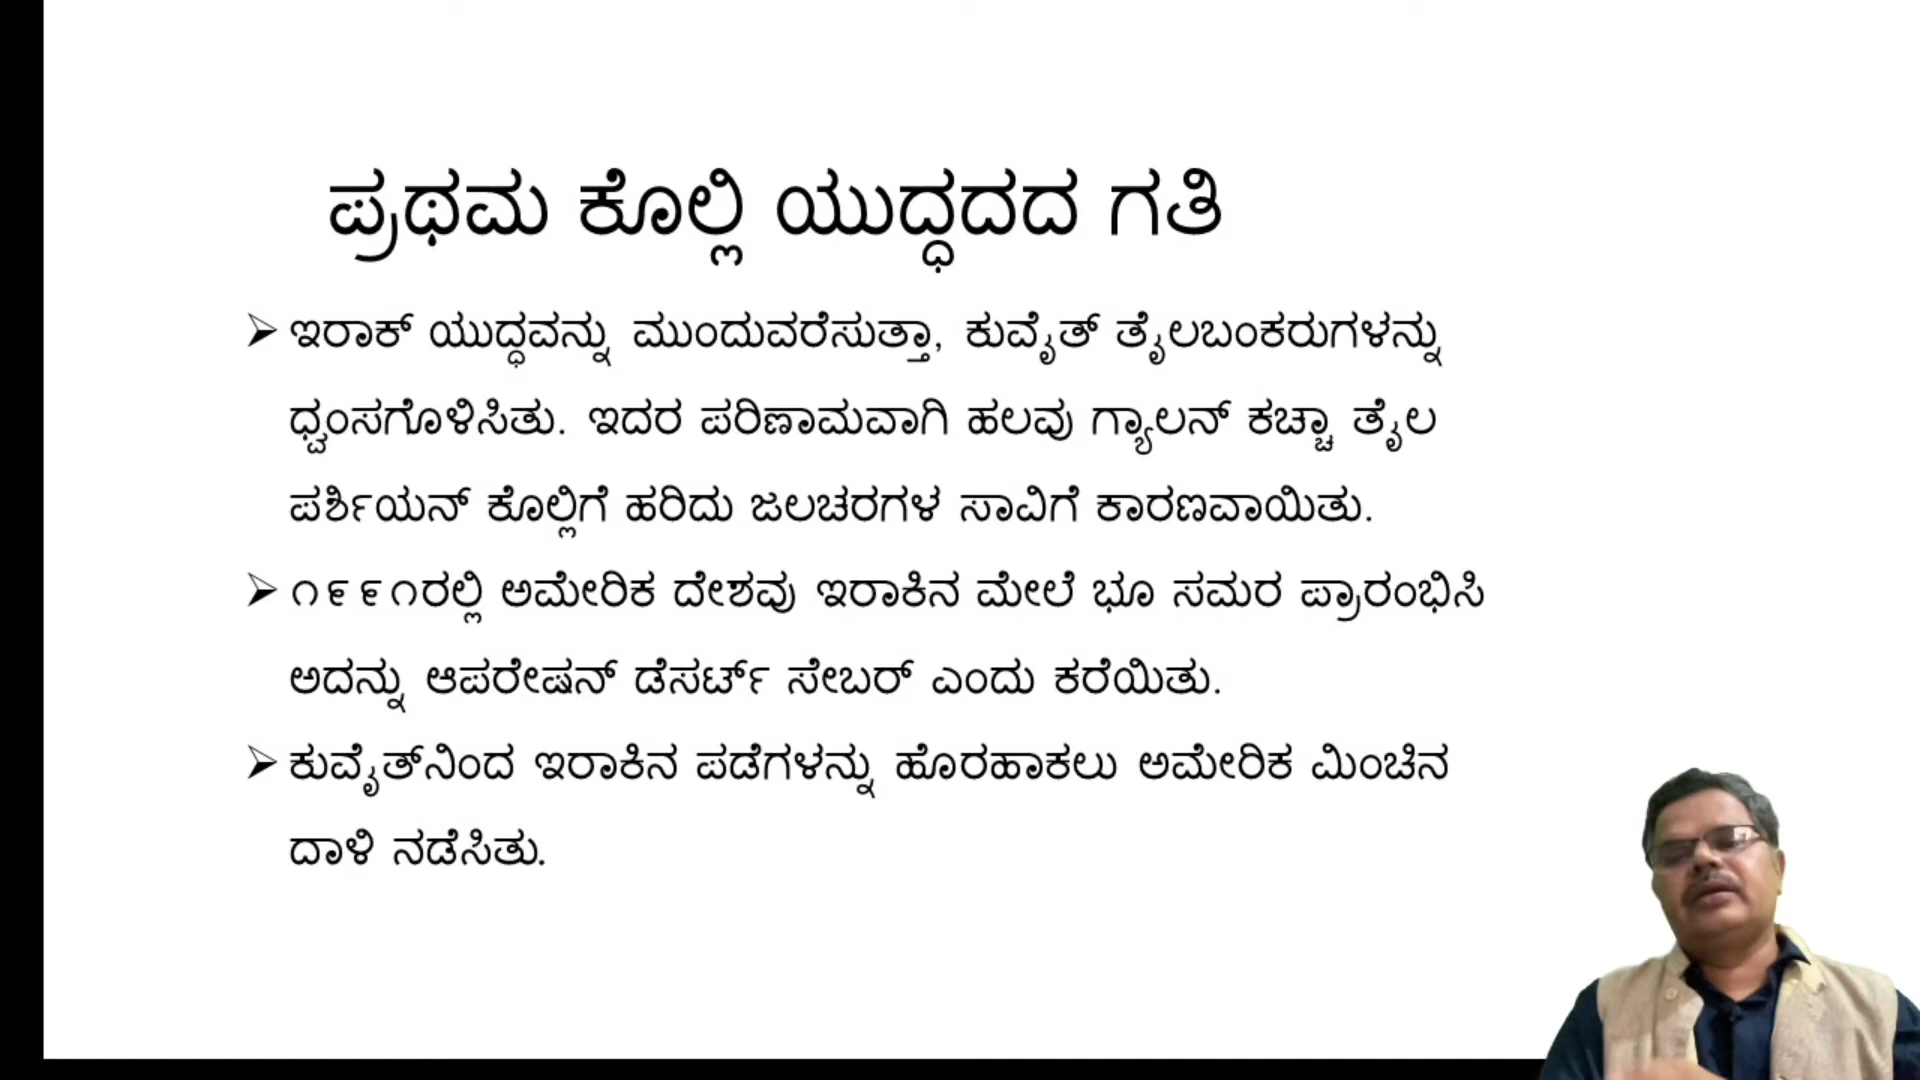 ಪ್ರಥಮ ಕೊಲ್ಲಿ ಯುದ್ಧದದ ಗತಿ
➢ ಇರಾಕ್ ಯುದ್ಧವನ್ನು ಮುಂದುವರೆಸುತ್ತಾ, ಕುವೈತ್ ತೈಲಬಂಕರುಗಳನ್ನು
ಧ್ವಂಸಗೊಳಿಸಿತು. ಇದರ ಪರಿಣಾಮವಾಗಿ ಹಲವು ಗ್ಯಾಲನ್ ಕಚ್ಚಾ ತೈಲ
ಪರ್ಶಿಯನ್ ಕೊಲ್ಲಿಗೆ ಹರಿದು ಜಲಚರಗಳ ಸಾವಿಗೆ ಕಾರಣವಾಯಿತು.
➢ ೧೯೯೧ರಲ್ಲಿ ಅಮೇರಿಕ ದೇಶವು ಇರಾಕಿನ ಮೇಲೆ ಭೂ ಸಮರ ಪ್ರಾರಂಭಿಸಿ
ಅದನ್ನು ಆಪರೇಷನ್ ಡೆಸರ್ಟ್ ಸೇಬರ್ ಎಂದು ಕರೆಯಿತು.
➢ ಕುವೈತ್‌ನಿಂದ ಇರಾಕಿನ ಪಡೆಗಳನ್ನು ಹೊರಹಾಕಲು ಅಮೇರಿಕ ಮಿಂಚಿನ
ದಾಳಿ ನಡೆಸಿತು.